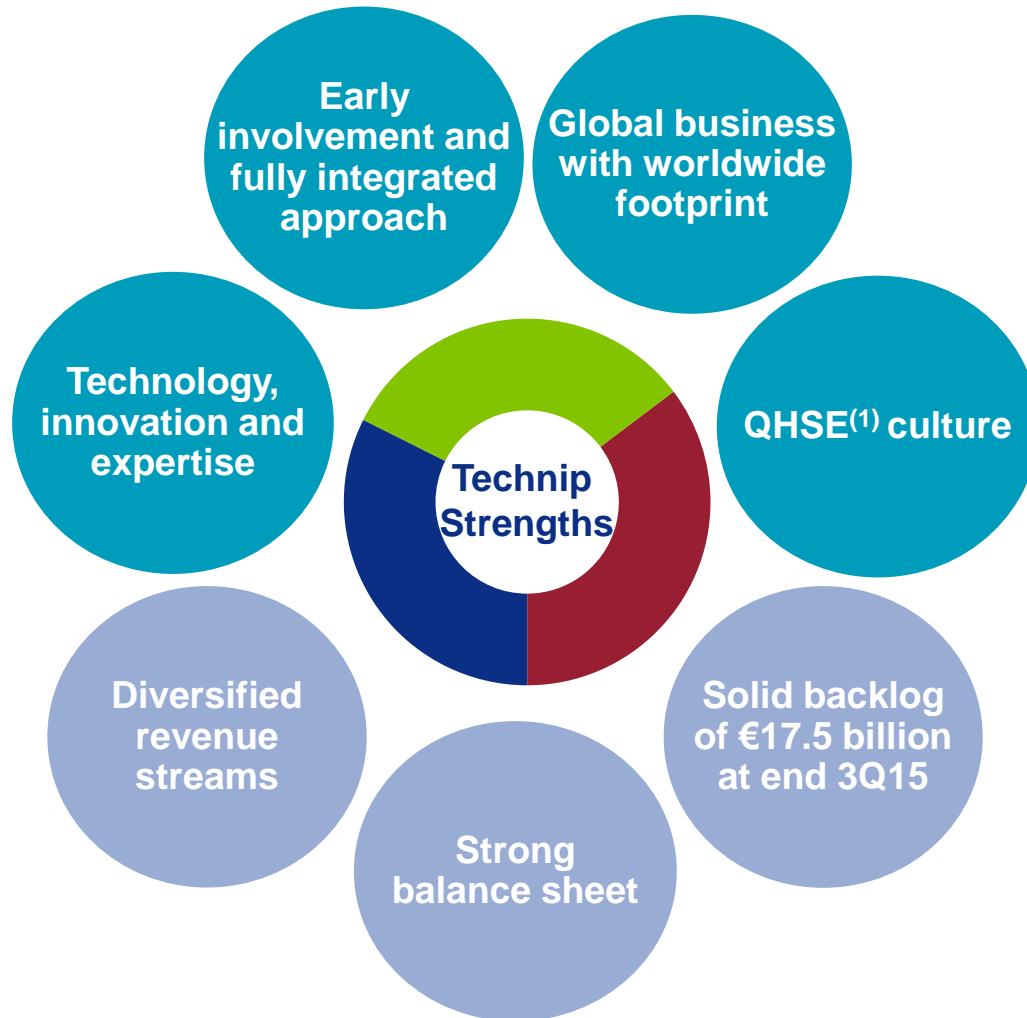 Early
involvement and
fully integrated
approach
Global business
with worldwide
footprint
Technology,
innovation and
expertise
QHSE(1) culture
Technip
Strengths
Diversified
revenue
streams
Solid backlog
of €17.5 billion
at end 3Q15
Strong
balance sheet